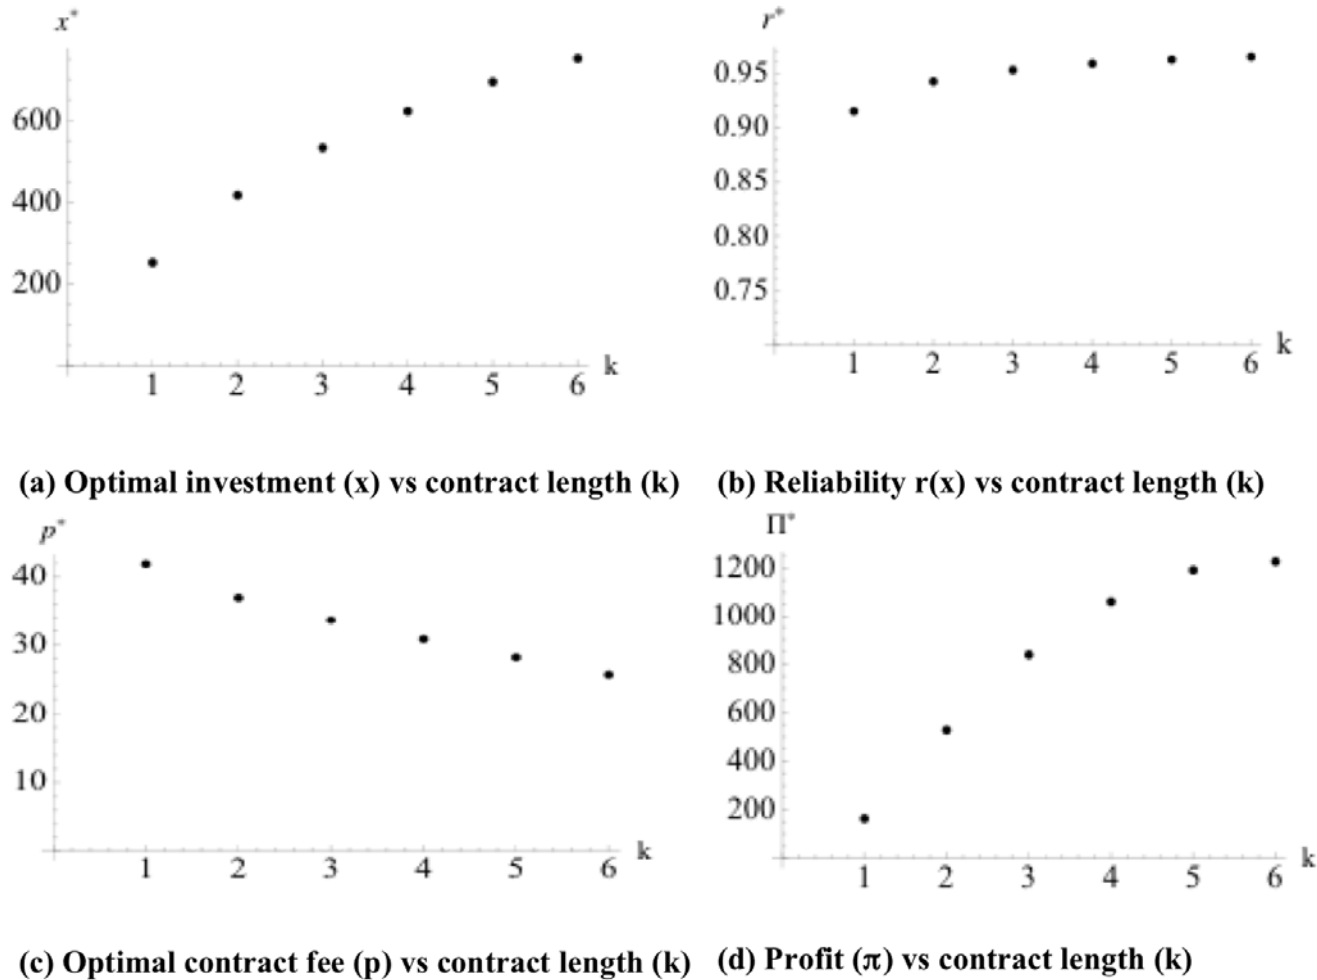 x*
600
400
200
1 2 3 4 5 6 k
r*
0.95
0.90
0.85
0.80
0.75
1 2 3 4 5 6 k
(a) Optimal investment (x) vs contract length (k)
(b) Reliability r(x) vs contract length (k)
p*
40
30
20
10
1 2 3 4 5 6 k
Π*
1200
1000
800
600
400
200
1 2 3 4 5 6 k
(c) Optimal contract fee (p) vs contract length (k)
(d) Profit (π) vs contract length (k)